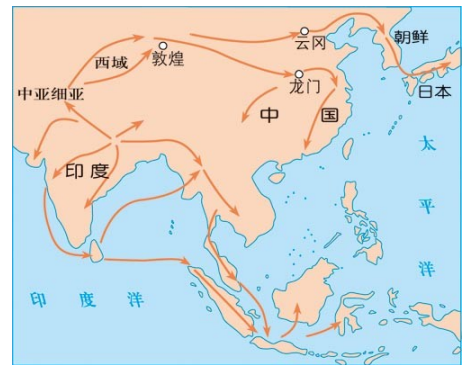 云冈
朝鲜
西域
敦煌
中亚细亚
龙门
日本
中国
印度
太平洋
印度洋